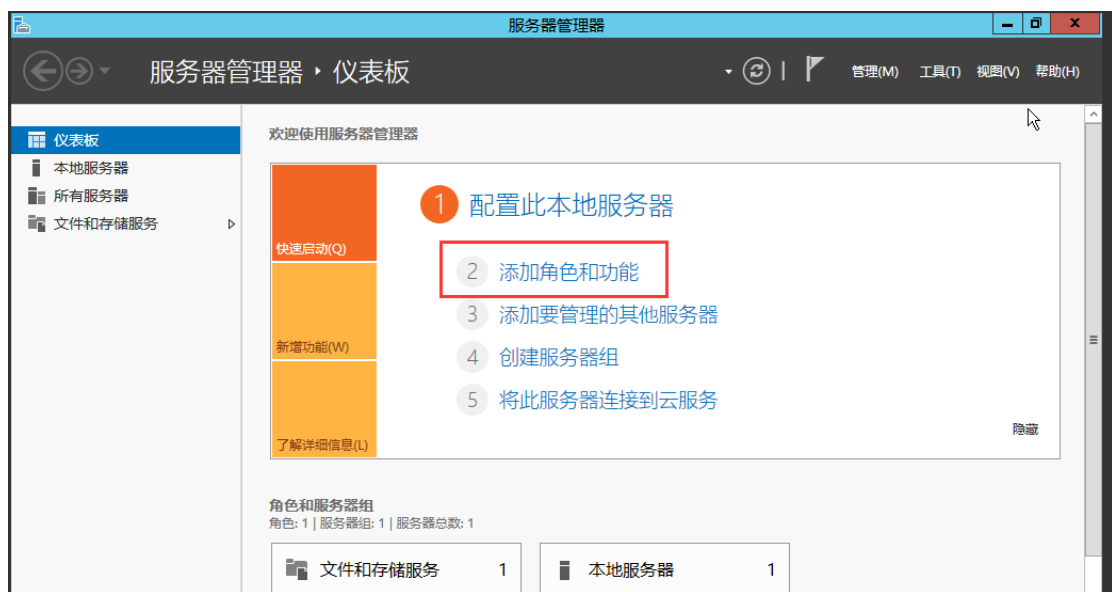 服务器管理器
服务器管理器 · 仪表板
管理(M) 工具(T) 视图(V) 帮助(H)
仪表板
本地服务器
所有服务器
文件和存储服务
欢迎使用服务器管理器
快速启动(Q)
新增功能(W)
了解详细信息(L)
1 配置此本地服务器
2 添加角色和功能
3 添加要管理的其他服务器
4 创建服务器组
5 将此服务器连接到云服务
隐藏
角色和服务器组
角色: 1 | 服务器组: 1 | 服务器总数: 1
文件和存储服务 1
本地服务器 1